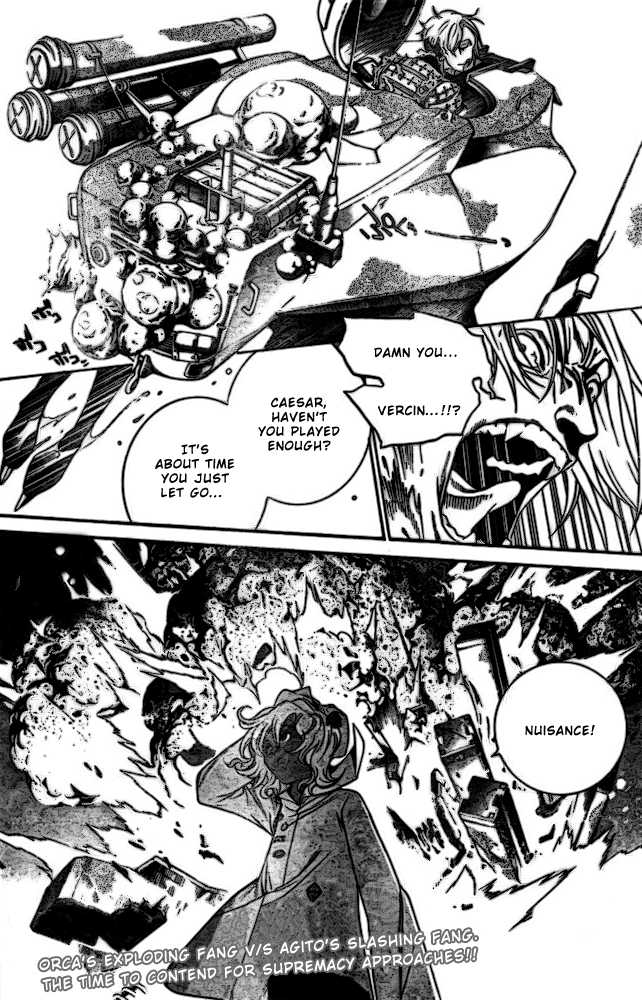 DAMN YOU...
VERCIN...!!?
CAESAR,
HAVEN'T
YOU PLAYED
ENOUGH?
IT'S
ABOUT TIME
YOU JUST
LET GO...
NUISANCE!
ORCA'S EXPLODING FANG V/S AGITO'S SLASHING FANG.
THE TIME TO CONTEND FOR SUPREMACY APPROACHES!!